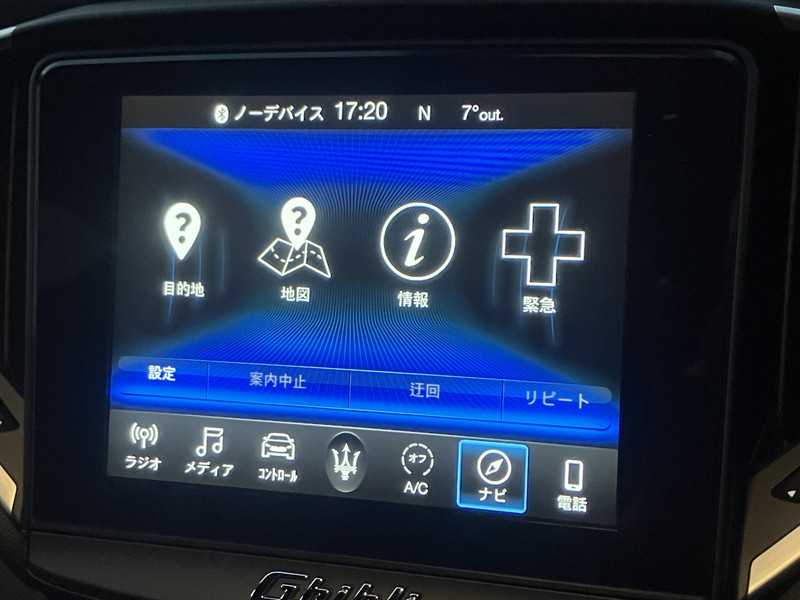 ノーデバイス 17:20 N 7°out.
目的地 地図 情報 緊急
設定 案内中止 迂回 リピート
オフ
ラジオ メディア コントロール A/C ナビ 電話
Ghibli